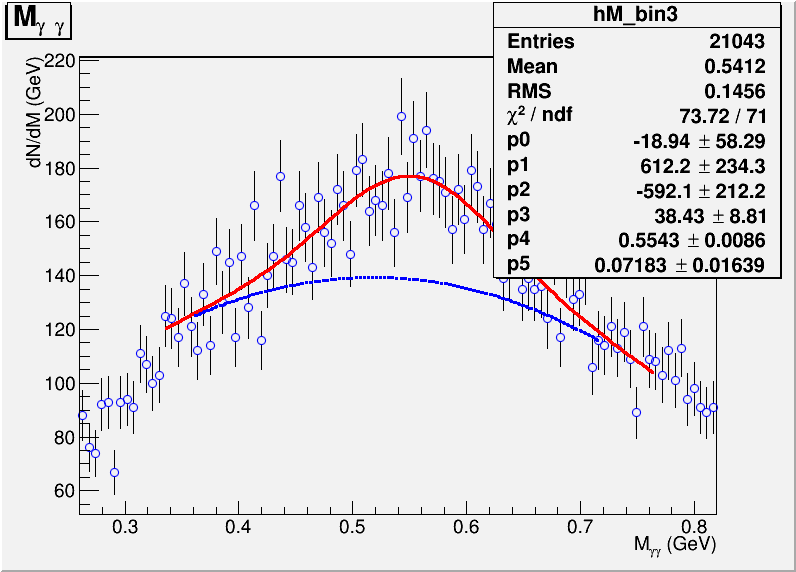 M γ γ
hM_bin3
Entries 21043
Mean 0.5412
RMS 0.1456
χ² / ndf 73.72 / 71
p0 -18.94 ± 58.29
p1 612.2 ± 234.3
p2 -592.1 ± 212.2
p3 38.43 ± 8.81
p4 0.5543 ± 0.0086
p5 0.07183 ± 0.01639
dN/dM (GeV)
220
200
180
160
140
120
100
80
60
0.3 0.4 0.5 0.6 0.7 0.8
Mγγ (GeV)